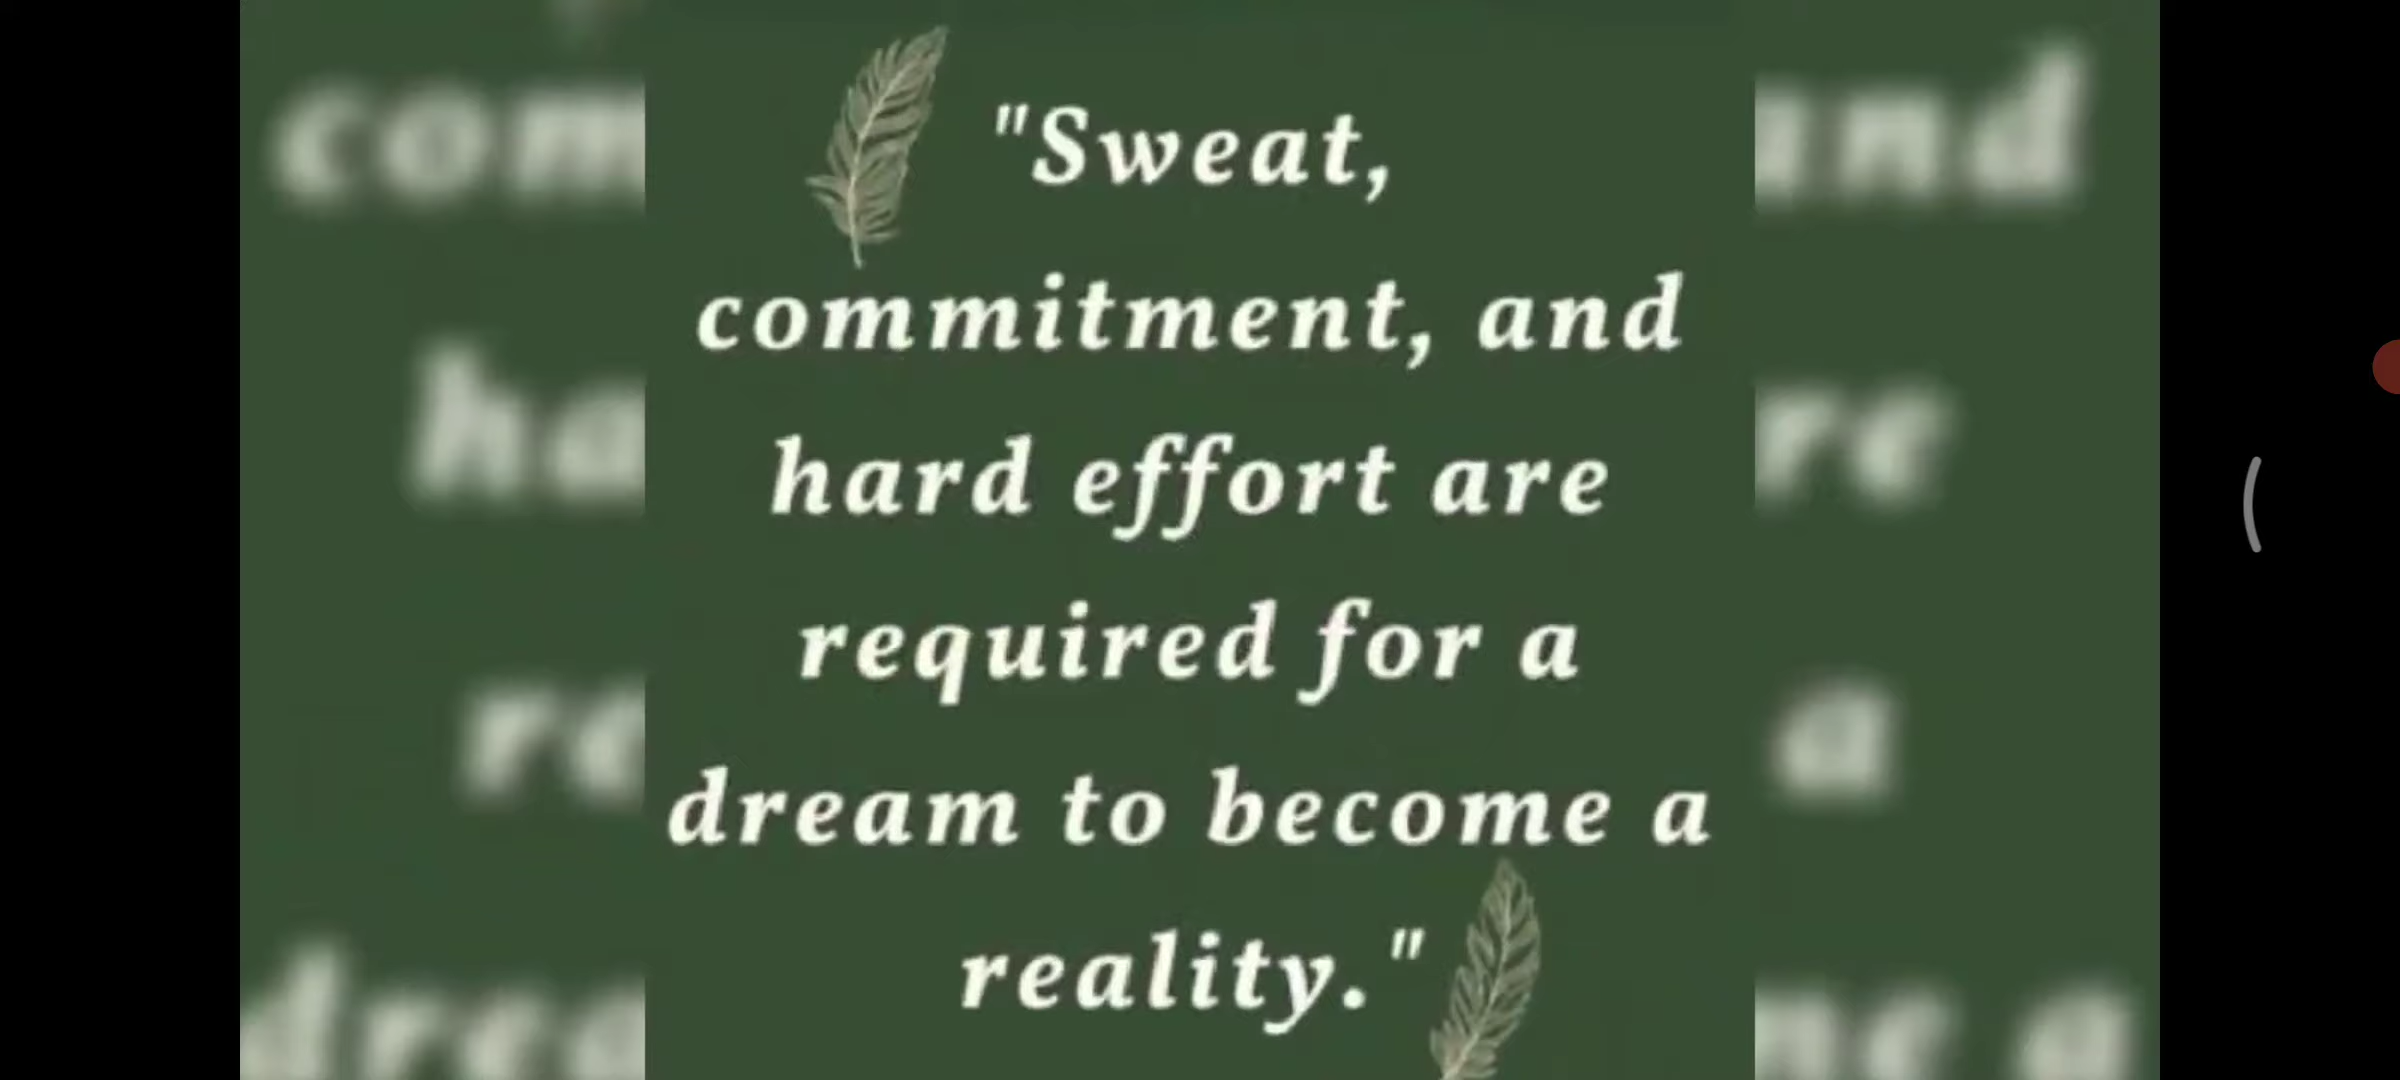 "Sweat,
commitment, and
hard effort are
required for a
dream to become a
reality."